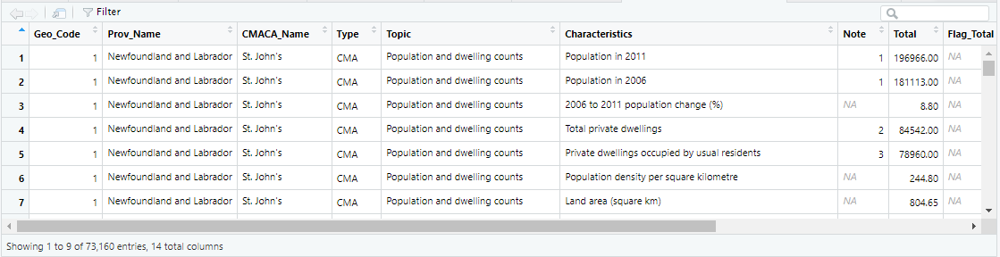 Filter
Geo_Code Prov_Name CMACA_Name Type Topic Characteristics Note Total Flag_Total
1 1 Newfoundland and Labrador St. John's CMA Population and dwelling counts Population in 2011 1 196966.00 NA
2 1 Newfoundland and Labrador St. John's CMA Population and dwelling counts Population in 2006 1 181113.00 NA
3 1 Newfoundland and Labrador St. John's CMA Population and dwelling counts 2006 to 2011 population change (%) NA 8.80 NA
4 1 Newfoundland and Labrador St. John's CMA Population and dwelling counts Total private dwellings 2 84542.00 NA
5 1 Newfoundland and Labrador St. John's CMA Population and dwelling counts Private dwellings occupied by usual residents 3 78960.00 NA
6 1 Newfoundland and Labrador St. John's CMA Population and dwelling counts Population density per square kilometre NA 244.80 NA
7 1 Newfoundland and Labrador St. John's CMA Population and dwelling counts Land area (square km) NA 804.65 NA
Showing 1 to 9 of 73,160 entries, 14 total columns